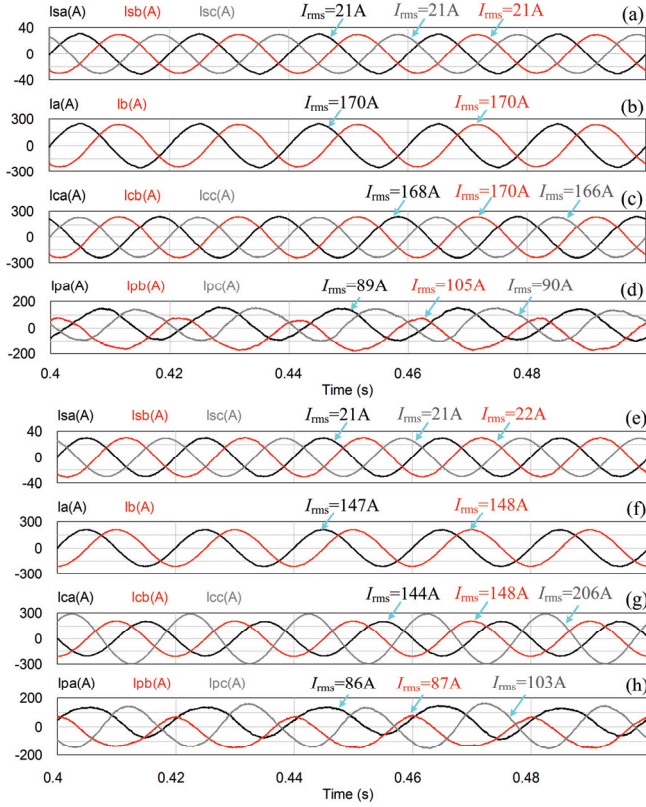 Isa(A) Isb(A) Isc(A) Irms=21A Irms=21A Irms=21A (a)
40
0
-40
Ia(A) Ib(A) Irms=170A Irms=170A (b)
300
0
-300
Ica(A) Icb(A) Icc(A) Irms=168A Irms=170A Irms=166A (c)
300
0
-300
Ipa(A) Ipb(A) Ipc(A) Irms=89A Irms=105A Irms=90A (d)
200
0
-200
0.4 0.42 0.44 0.46 0.48
Time (s)
Isa(A) Isb(A) Isc(A) Irms=21A Irms=21A Irms=22A (e)
40
0
-40
Ia(A) Ib(A) Irms=147A Irms=148A (f)
300
0
-300
Ica(A) Icb(A) Icc(A) Irms=144A Irms=148A Irms=206A (g)
300
0
-300
Ipa(A) Ipb(A) Ipc(A) Irms=86A Irms=87A Irms=103A (h)
200
0
-200
0.4 0.42 0.44 0.46 0.48
Time (s)